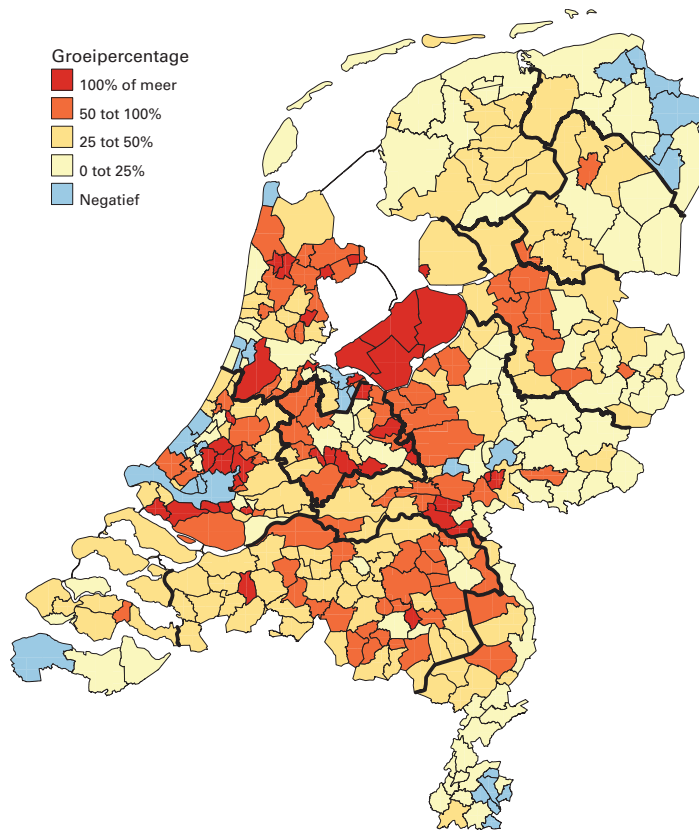 Groeipercentage
100% of meer
50 tot 100%
25 tot 50%
0 tot 25%
Negatief